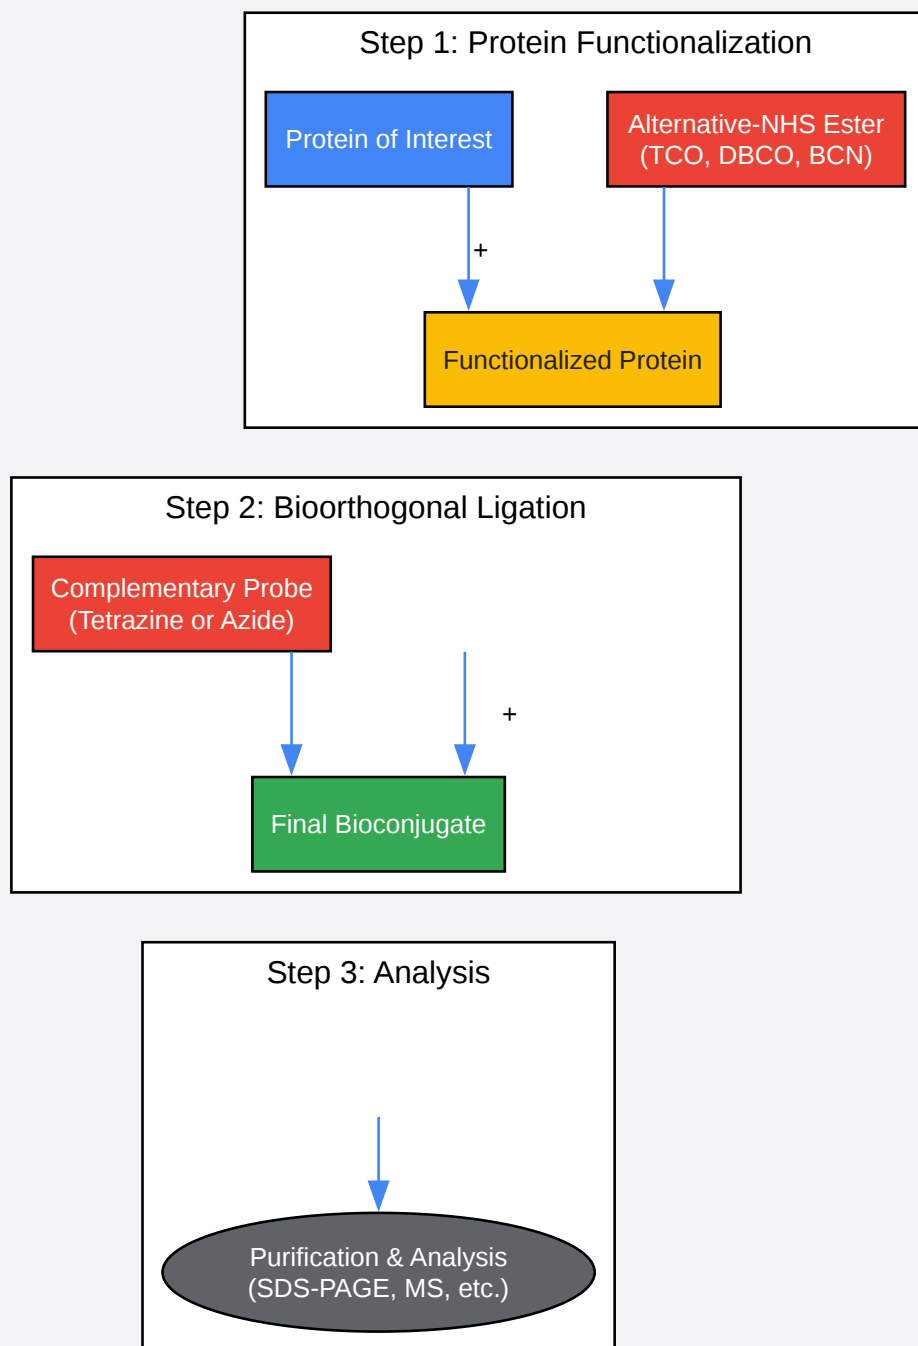 Step 1: Protein Functionalization
Protein of Interest
Alternative-NHS Ester
(TCO, DBCO, BCN)
+
Functionalized Protein
Step 2: Bioorthogonal Ligation
Complementary Probe
(Tetrazine or Azide)
+
Final Bioconjugate
Step 3: Analysis
Purification & Analysis
(SDS-PAGE, MS, etc.)